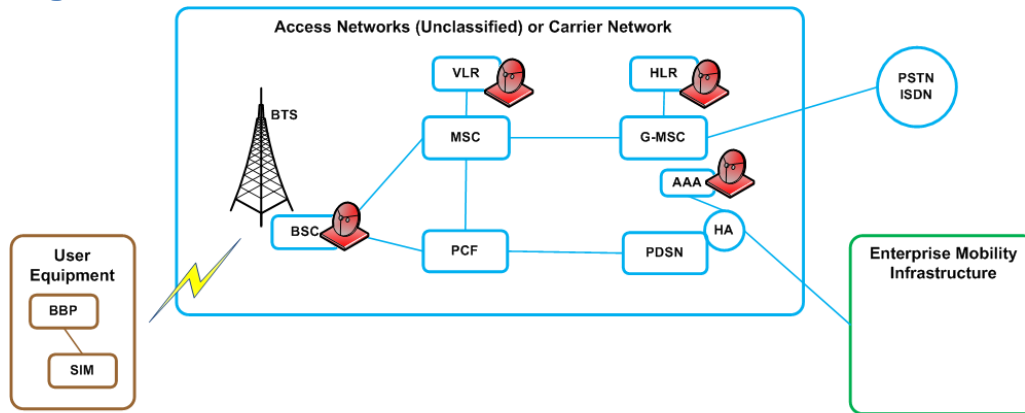 Access Networks (Unclassified) or Carrier Network
VLR
HLR
PSTN
ISDN
BTS
MSC
G-MSC
AAA
BSC
HA
PCF
PDSN
User
Equipment
BBP
SIM
Enterprise Mobility
Infrastructure